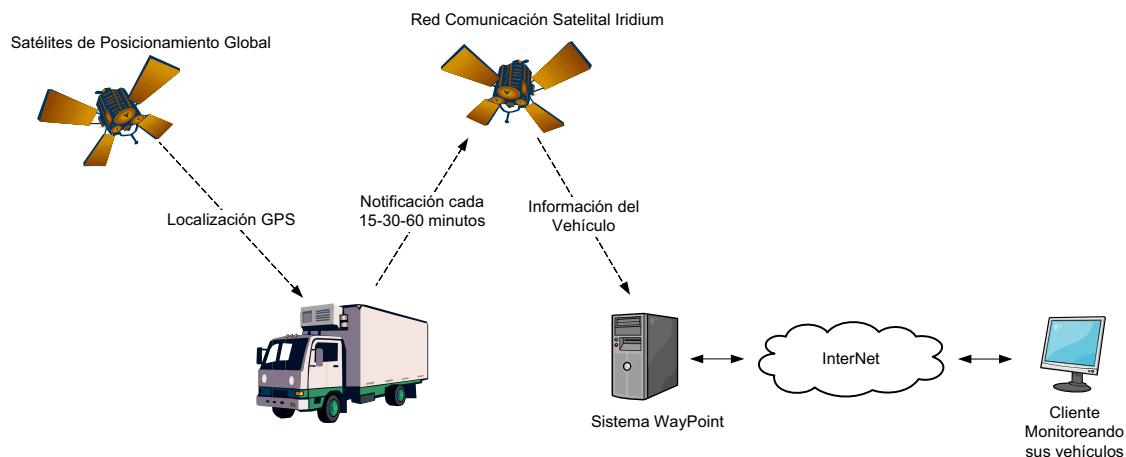 Red Comunicación Satelital Iridium
Satélites de Posicionamiento Global
Localización GPS
Notificación cada
15-30-60 minutos
Información del
Vehículo
InterNet
Sistema WayPoint
Cliente
Monitoreando
sus vehículos